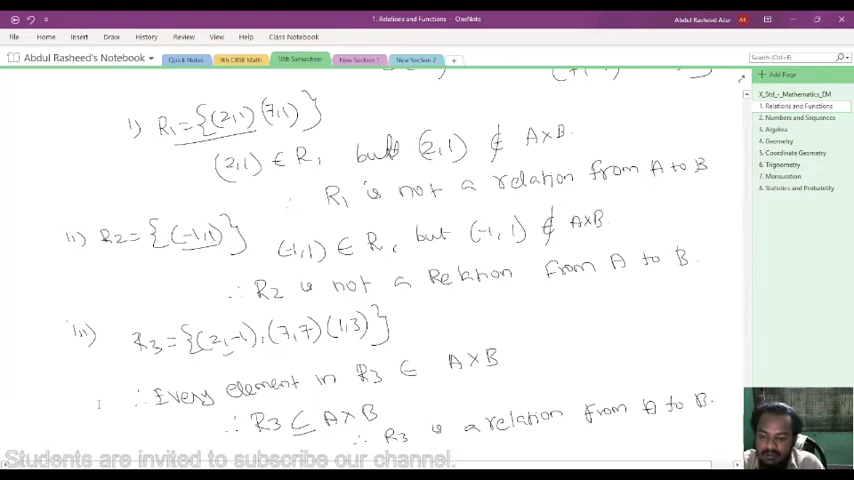 1. Relations and Functions - OneNote
Abdul Rasheed Azar
AK
File Home Insert Draw History Review View Help Class Notebook
Abdul Rasheed's Notebook
Quick Notes
9th CBSE Math
10th Samacheer
New Section 1
New Section 2
Search (Ctrl+E)
Add Page
X_Std_-_Mathematics_EM
1. Relations and Functions
2. Numbers and Sequences
3. Algebra
4. Geometry
5. Coordinate Geometry
6. Trigometry
7. Mensuration
8. Statistics and Probability
i) R1 = {(2,1) (7,1)}
(2,1) ∈ R, but (2,1) ∉ A×B.
∴ R1 is not a relation from A to B
ii) R2 = {(-1,1)} (-1,1) ∈ R, but (-1,1) ∉ A×B.
∴ R2 is not a Relation from A to B.
iii) R3 = {(2,-1), (7,7) (1,3)}
∴ Every element in R3 ∈ A×B
∴ R3 ⊆ A×B
∴ R3 is a relation from A to B.
Students are invited to subscribe our channel.